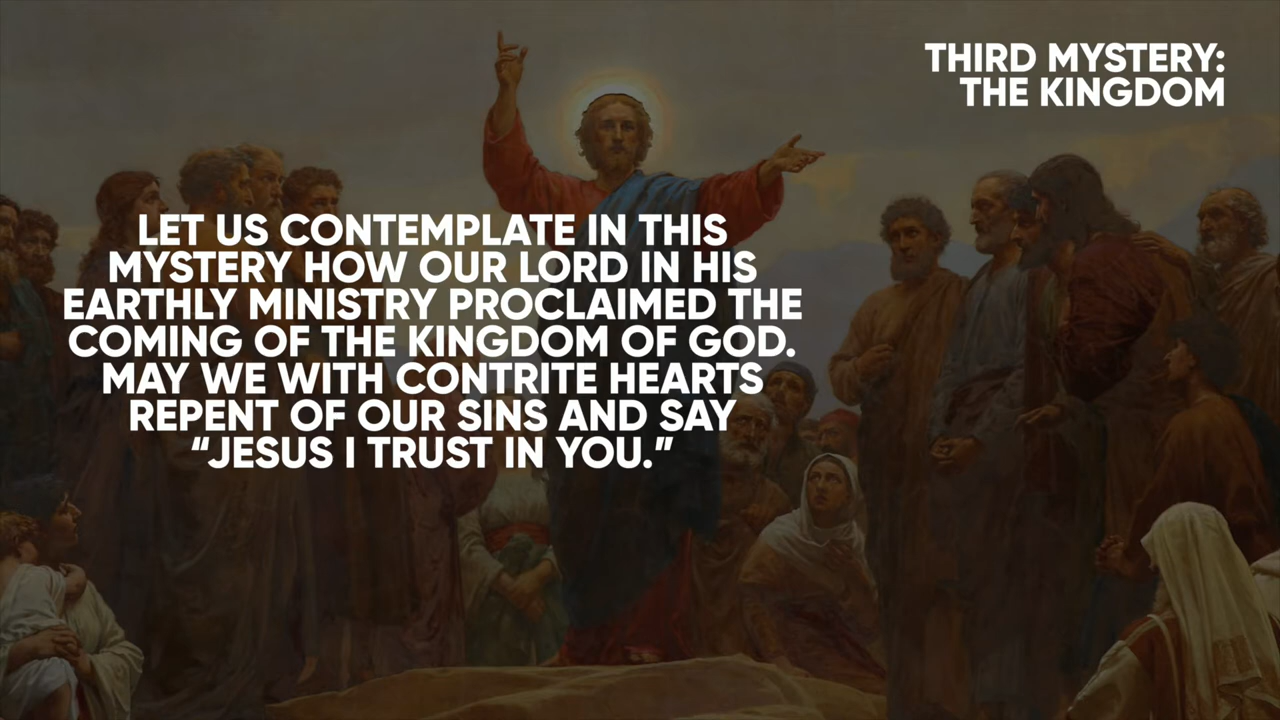 THIRD MYSTERY:
THE KINGDOM
LET US CONTEMPLATE IN THIS
MYSTERY HOW OUR LORD IN HIS
EARTHLY MINISTRY PROCLAIMED THE
COMING OF THE KINGDOM OF GOD.
MAY WE WITH CONTRITE HEARTS
REPENT OF OUR SINS AND SAY
“JESUS I TRUST IN YOU.”